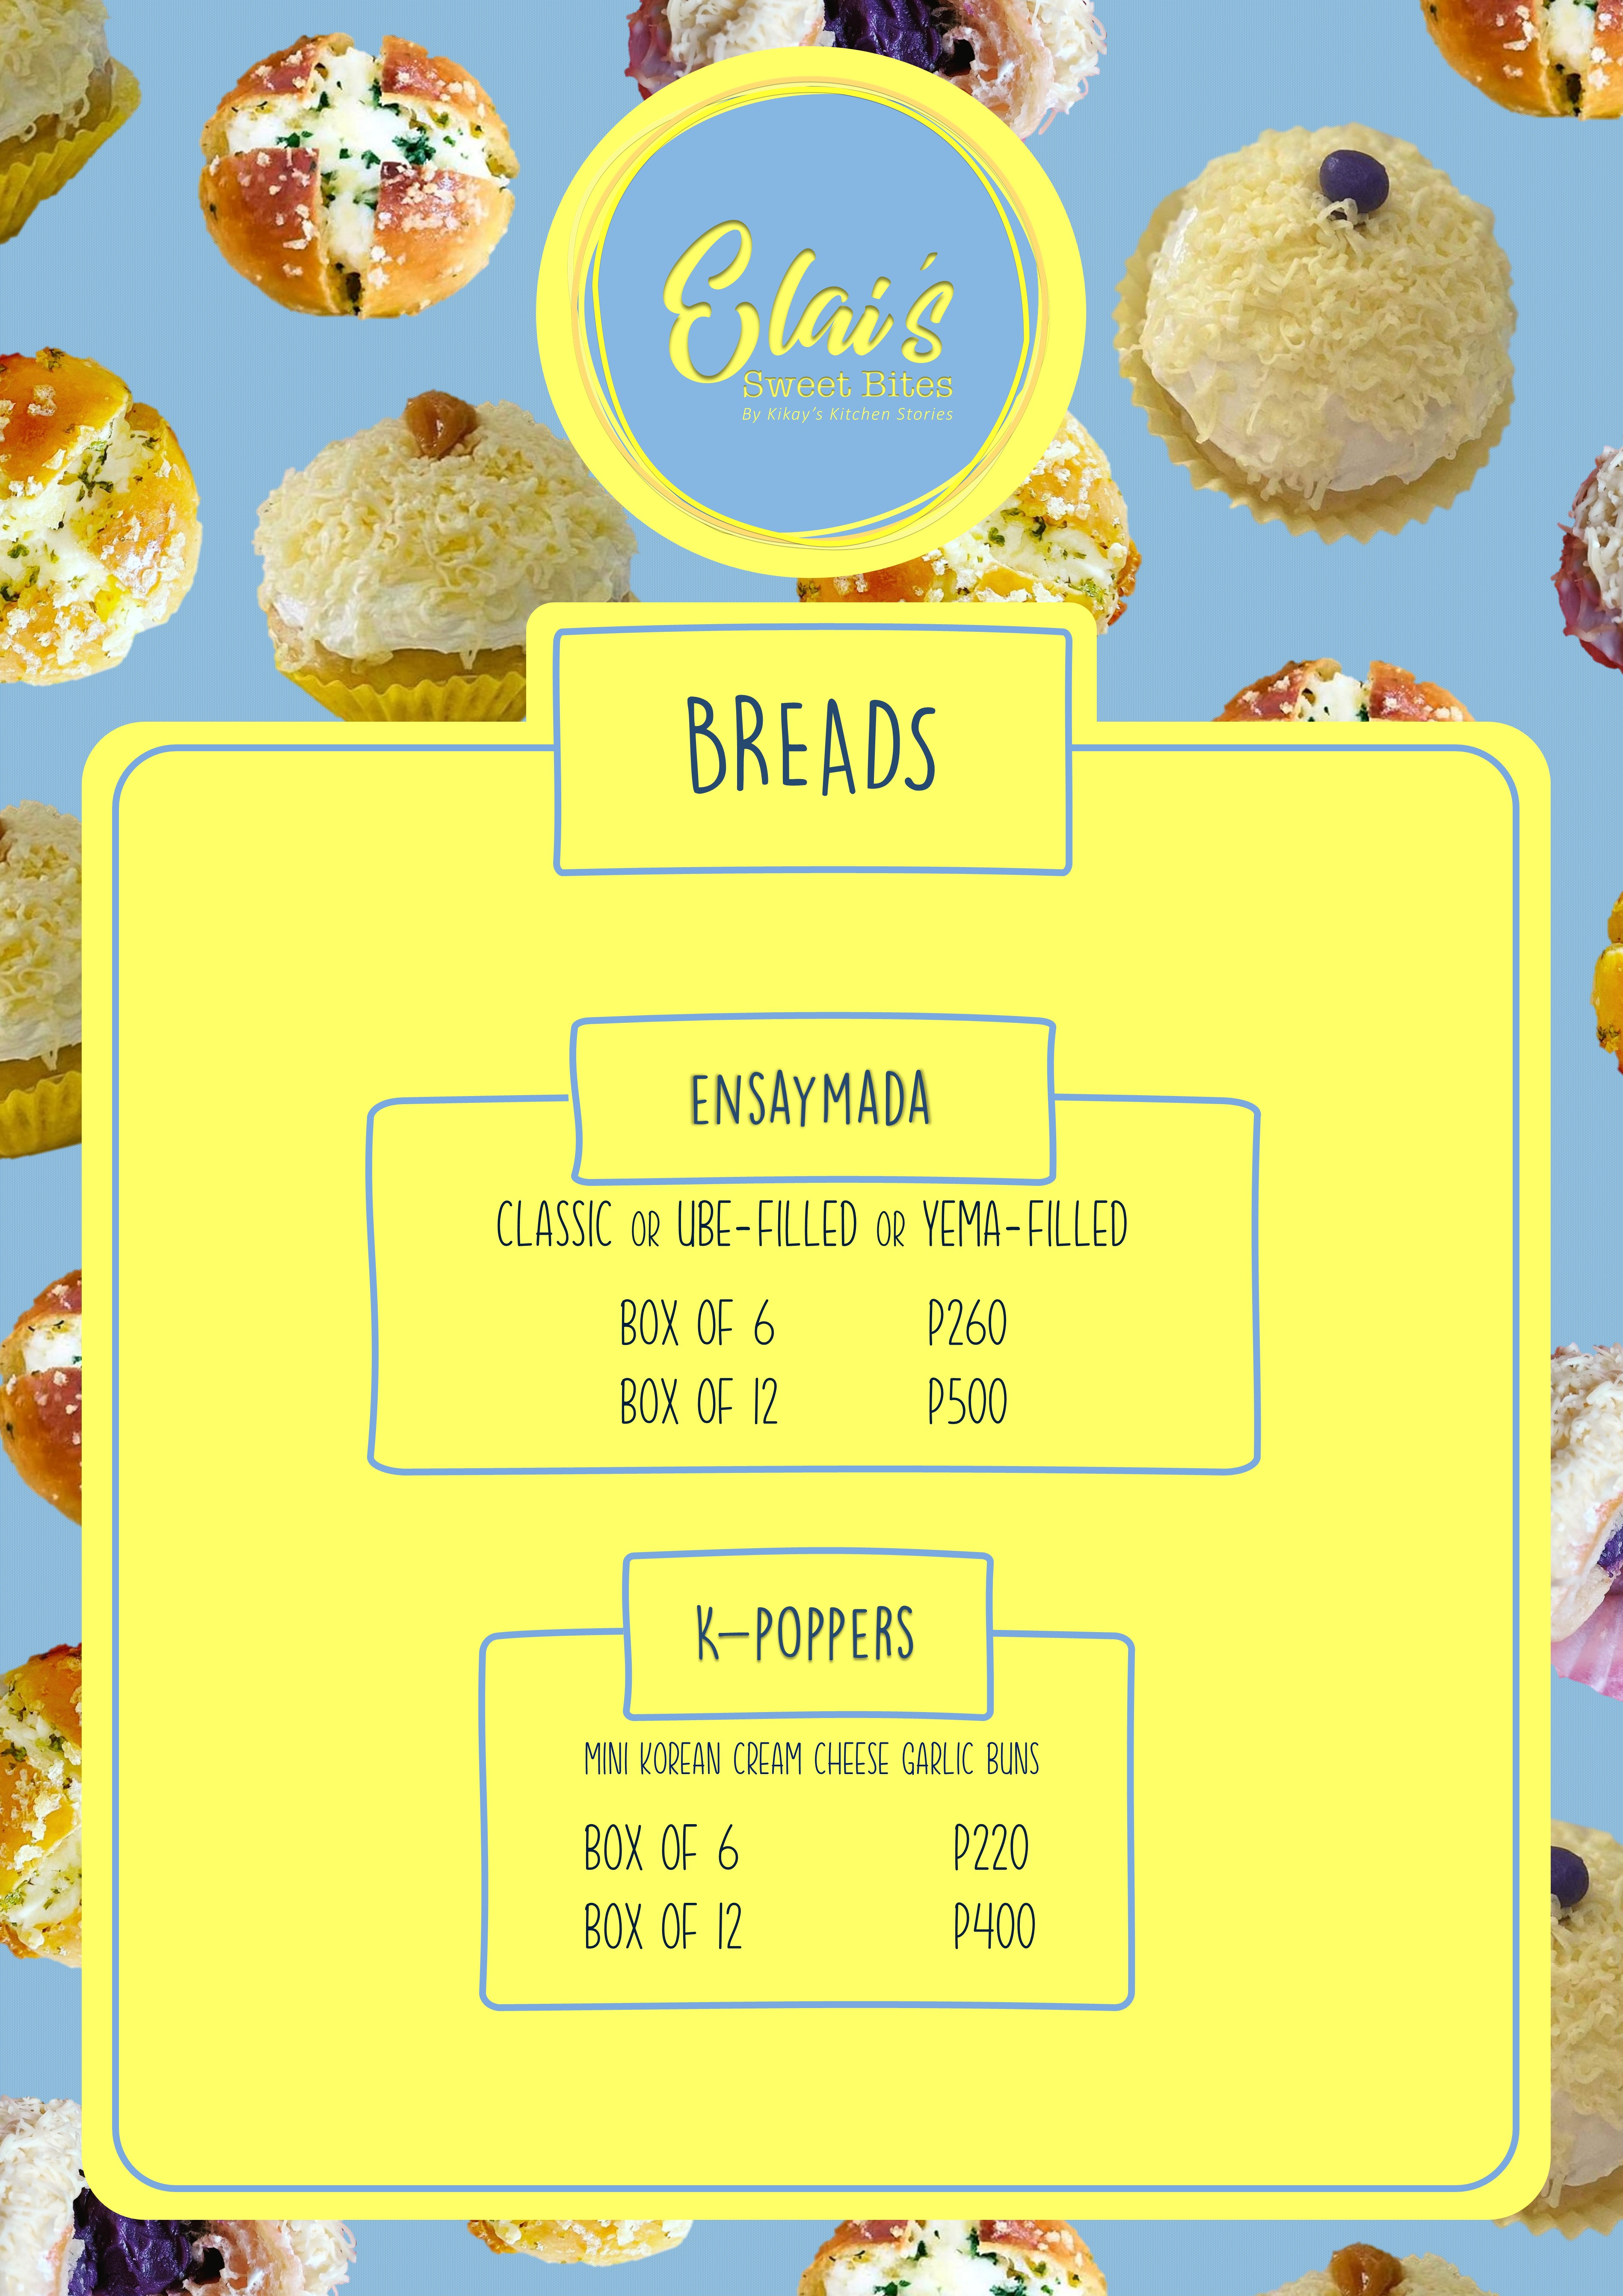 Elai's
Sweet Bites
By Kikay's Kitchen Stories
BREADS
ENSAYMADA
CLASSIC OR UBE-FILLED OR YEMA-FILLED
BOX OF 6 P260
BOX OF 12 P500
K-POPPERS
MINI KOREAN CREAM CHEESE GARLIC BUNS
BOX OF 6 P220
BOX OF 12 P400